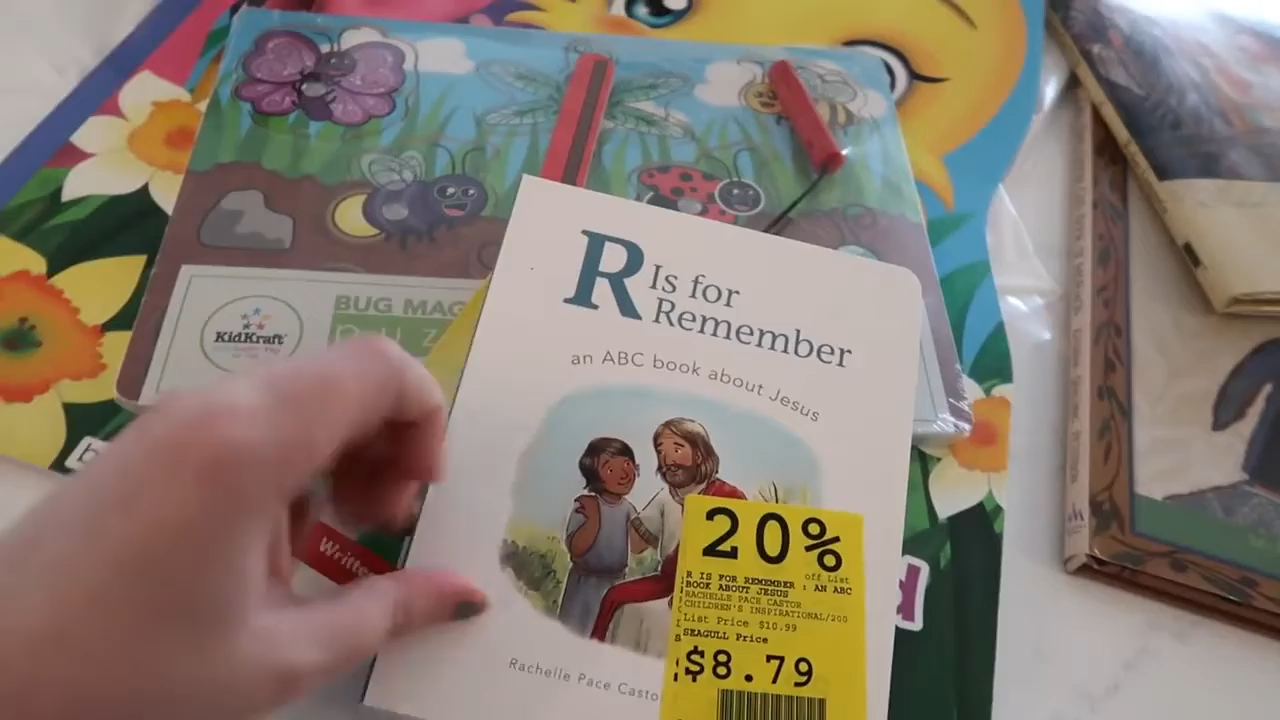 KidKraft
BUG MAG
PUZ
R Is for
Remember
an ABC book about Jesus
Writte
20%
off List
R IS FOR REMEMBER : AN ABC
BOOK ABOUT JESUS
RACHELLE PACE CASTOR
CHILDREN'S INSPIRATIONAL/200
List Price $10.99
SEAGULL Price
$8.79
Rachelle Pace Casto
d